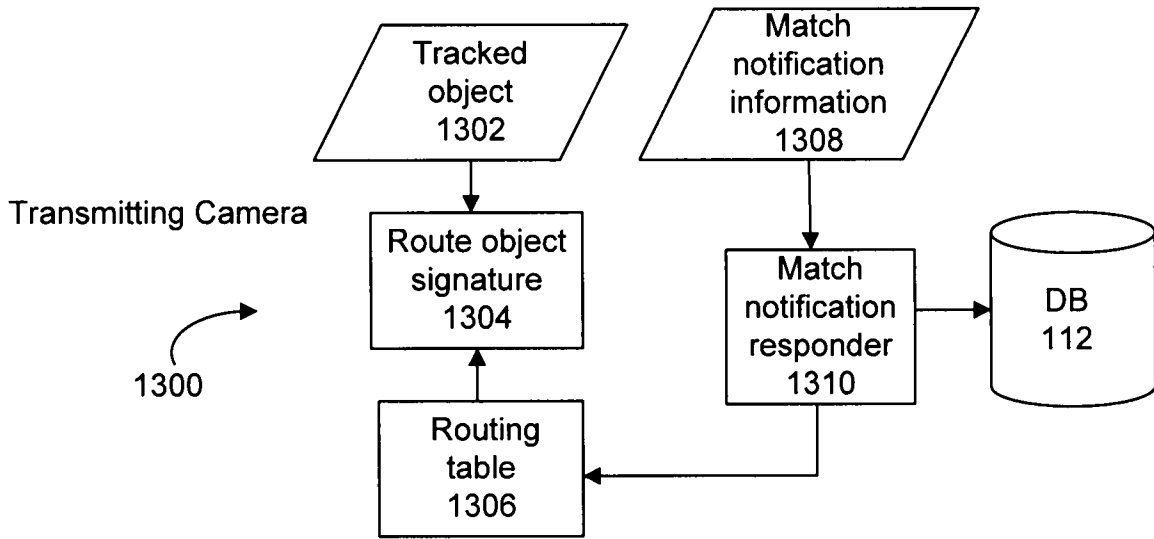 Tracked
object
1302
Match
notification
information
1308
Transmitting Camera
Route object
signature
1304
Match
notification
responder
1310
DB
112
1300
Routing
table
1306